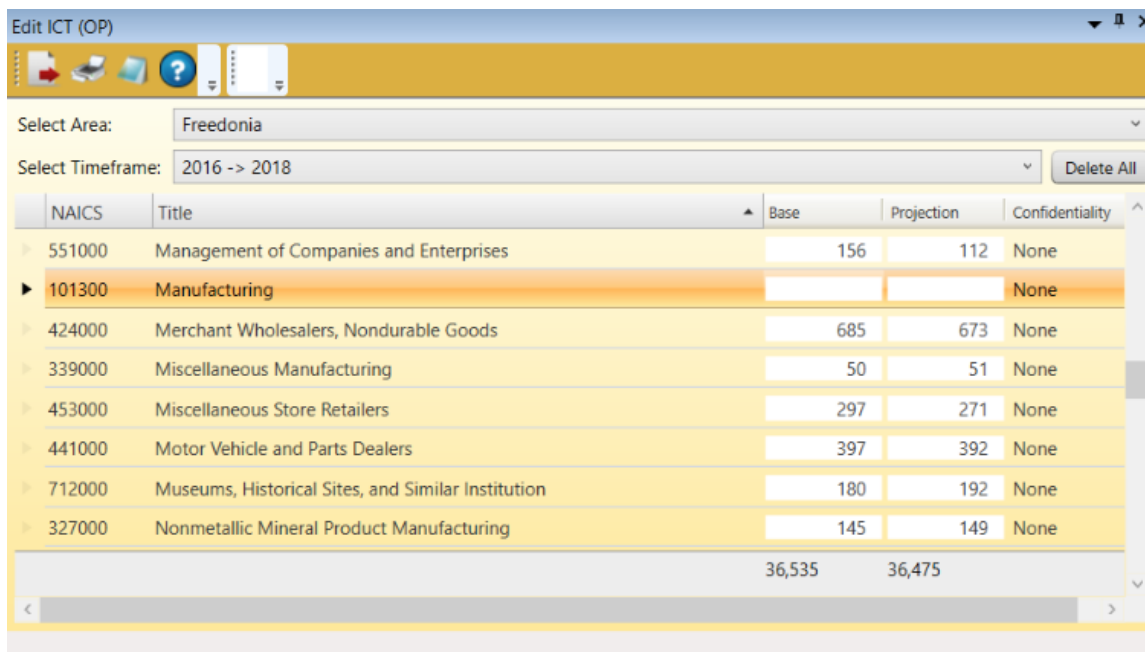 Edit ICT (OP)
?
Select Area: Freedonia
Select Timeframe: 2016 -> 2018 Delete All
NAICS Title Base Projection Confidentiality
551000 Management of Companies and Enterprises 156 112 None
101300 Manufacturing None
424000 Merchant Wholesalers, Nondurable Goods 685 673 None
339000 Miscellaneous Manufacturing 50 51 None
453000 Miscellaneous Store Retailers 297 271 None
441000 Motor Vehicle and Parts Dealers 397 392 None
712000 Museums, Historical Sites, and Similar Institution 180 192 None
327000 Nonmetallic Mineral Product Manufacturing 145 149 None
36,535 36,475